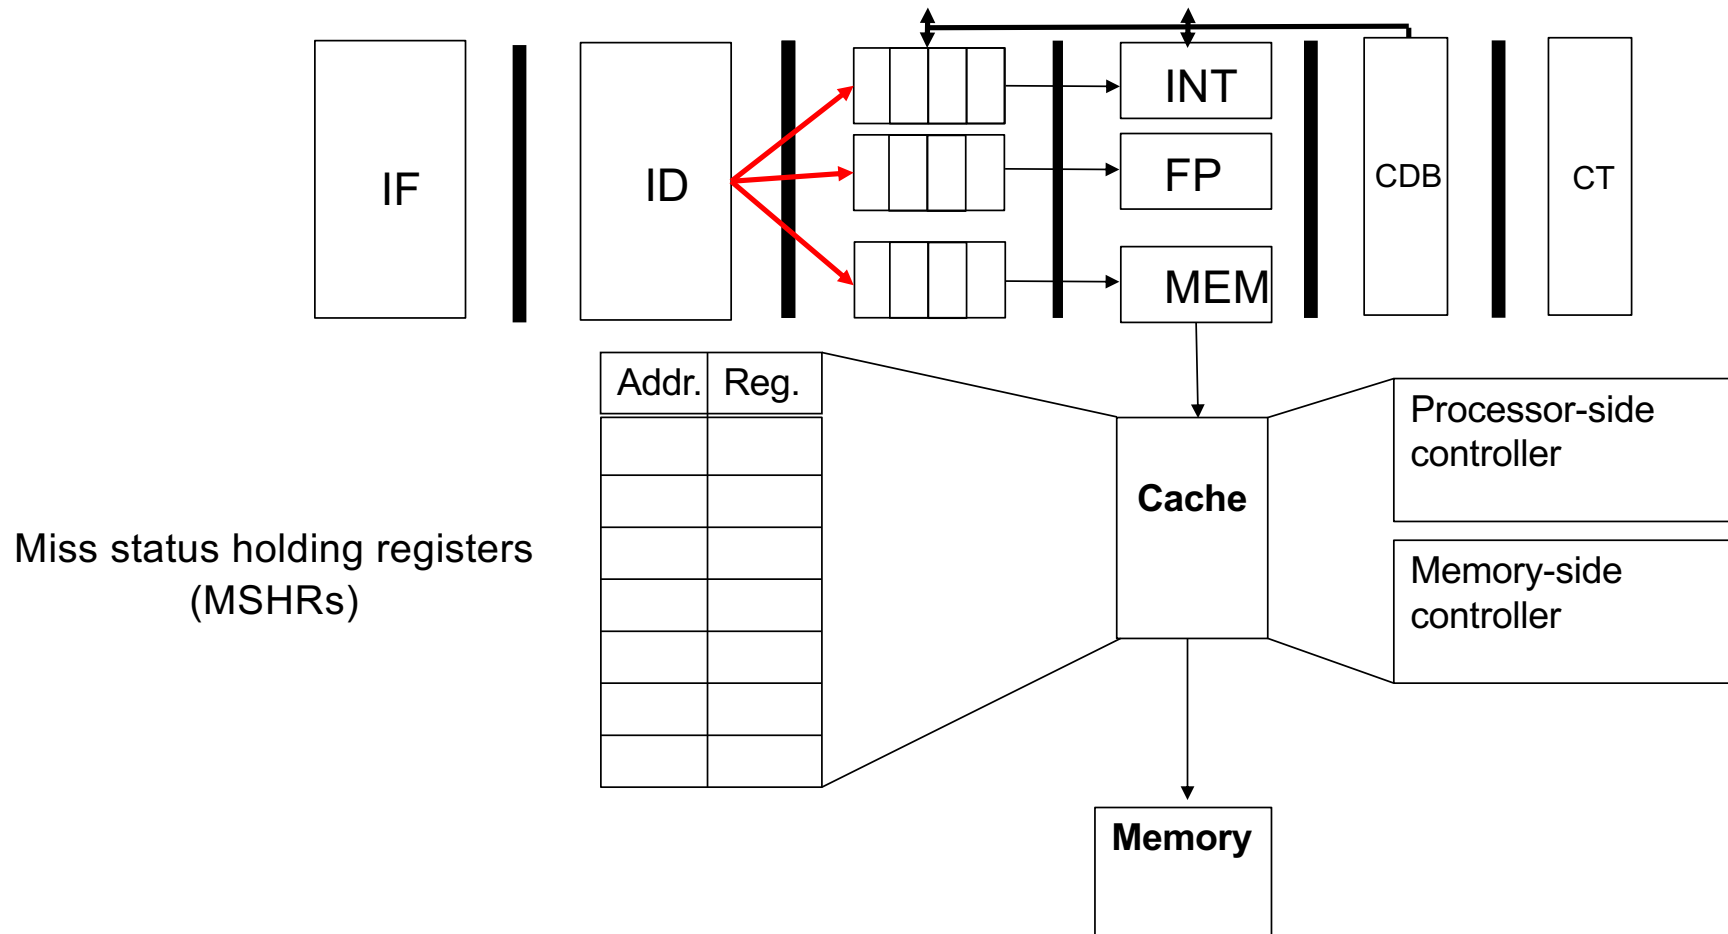 IF
ID
INT
FP
MEM
CDB
CT
Addr. Reg.
Miss status holding registers
(MSHRs)
Cache
Processor-side
controller
Memory-side
controller
Memory